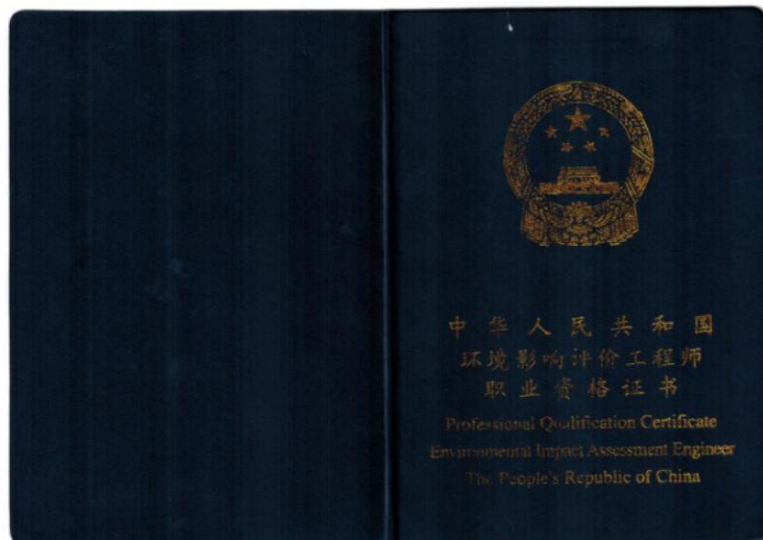 中华人民共和国
环境影响评价工程师
职业资格证书
Professional Qualification Certificate
Environmental Impact Assessment Engineer
The People's Republic of China